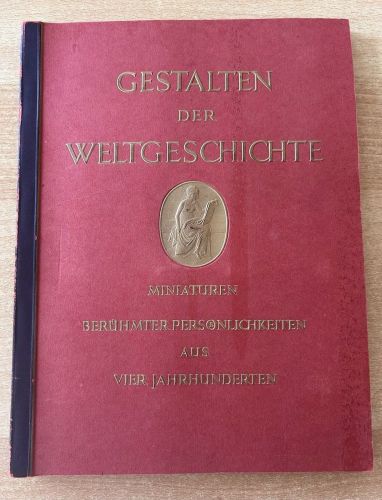 GESTALTEN
DER
WELTGESCHICHTE
MINIATUREN
BERÜHMTER PERSÖNLICHKEITEN
AUS
VIER JAHRHUNDERTEN